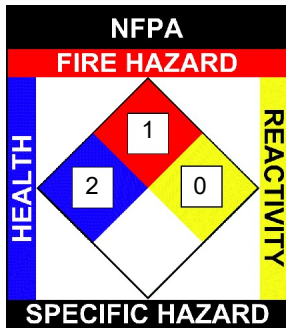 NFPA
FIRE HAZARD
HEALTH
1
2
0
REACTIVITY
SPECIFIC HAZARD